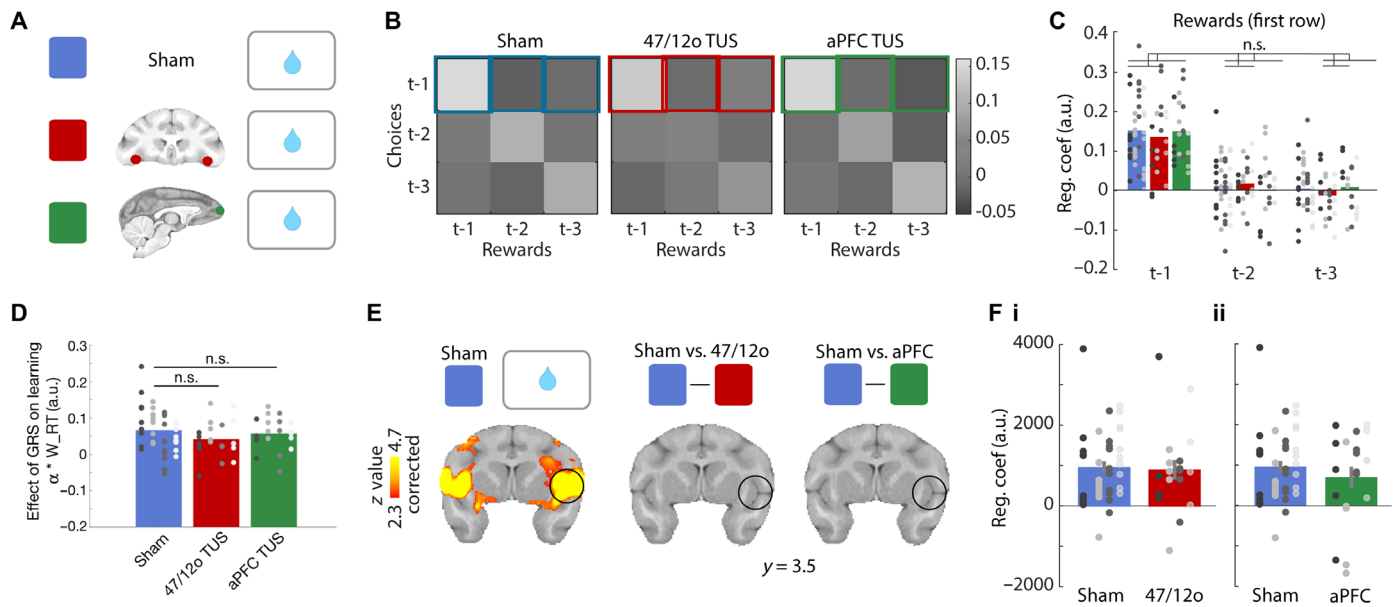 A
Sham
B
Sham
47/12o TUS
aPFC TUS
Choices
t-1
t-2
t-3
0.15
0.1
0.05
0
-0.05
t-1 t-2 t-3
t-1 t-2 t-3
t-1 t-2 t-3
Rewards
Rewards
Rewards
C
Rewards (first row)
n.s.
Reg. coef (a.u.)
0.4
0.3
0.2
0.1
0
−0.1
−0.2
t-1
t-2
t-3
D
Effect of GRS on learning
α * W_RT (a.u.)
0.3
0.2
0.1
0
−0.1
−0.2
n.s.
n.s.
Sham
47/12o TUS
aPFC TUS
E
Sham
Sham vs. 47/12o
Sham vs. aPFC
z value
corrected
2.3 4.7
y = 3.5
F i
ii
Reg. coef (a.u.)
4000
2000
0
−2000
Sham
47/12o
Sham
aPFC